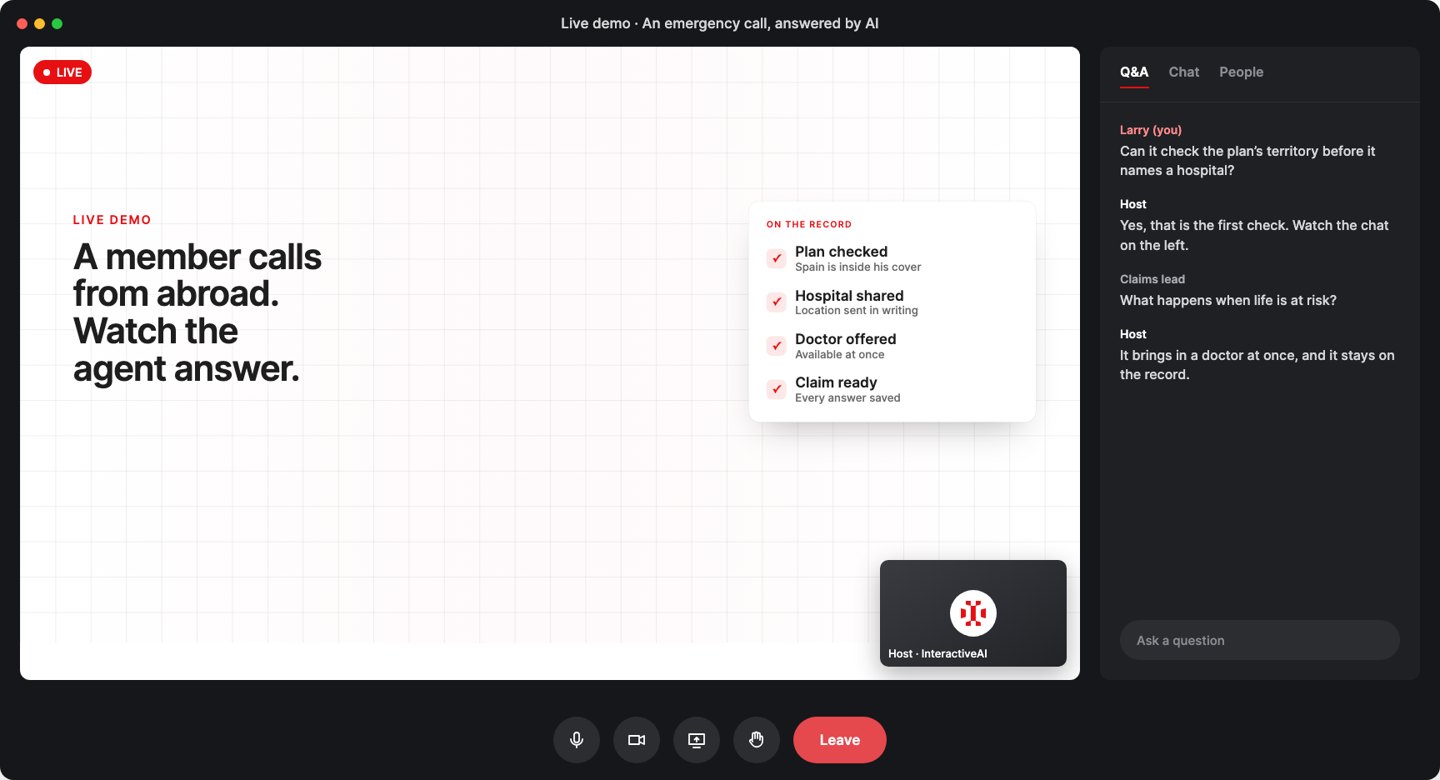 Live demo · An emergency call, answered by AI
LIVE
LIVE DEMO
A member calls
from abroad.
Watch the
agent answer.
ON THE RECORD
Plan checked
Spain is inside his cover
Hospital shared
Location sent in writing
Doctor offered
Available at once
Claim ready
Every answer saved
Host · InteractiveAI
Q&A
Chat
People
Larry (you)
Can it check the plan’s territory before it
names a hospital?
Host
Yes, that is the first check. Watch the chat
on the left.
Claims lead
What happens when life is at risk?
Host
It brings in a doctor at once, and it stays on
the record.
Ask a question
Leave